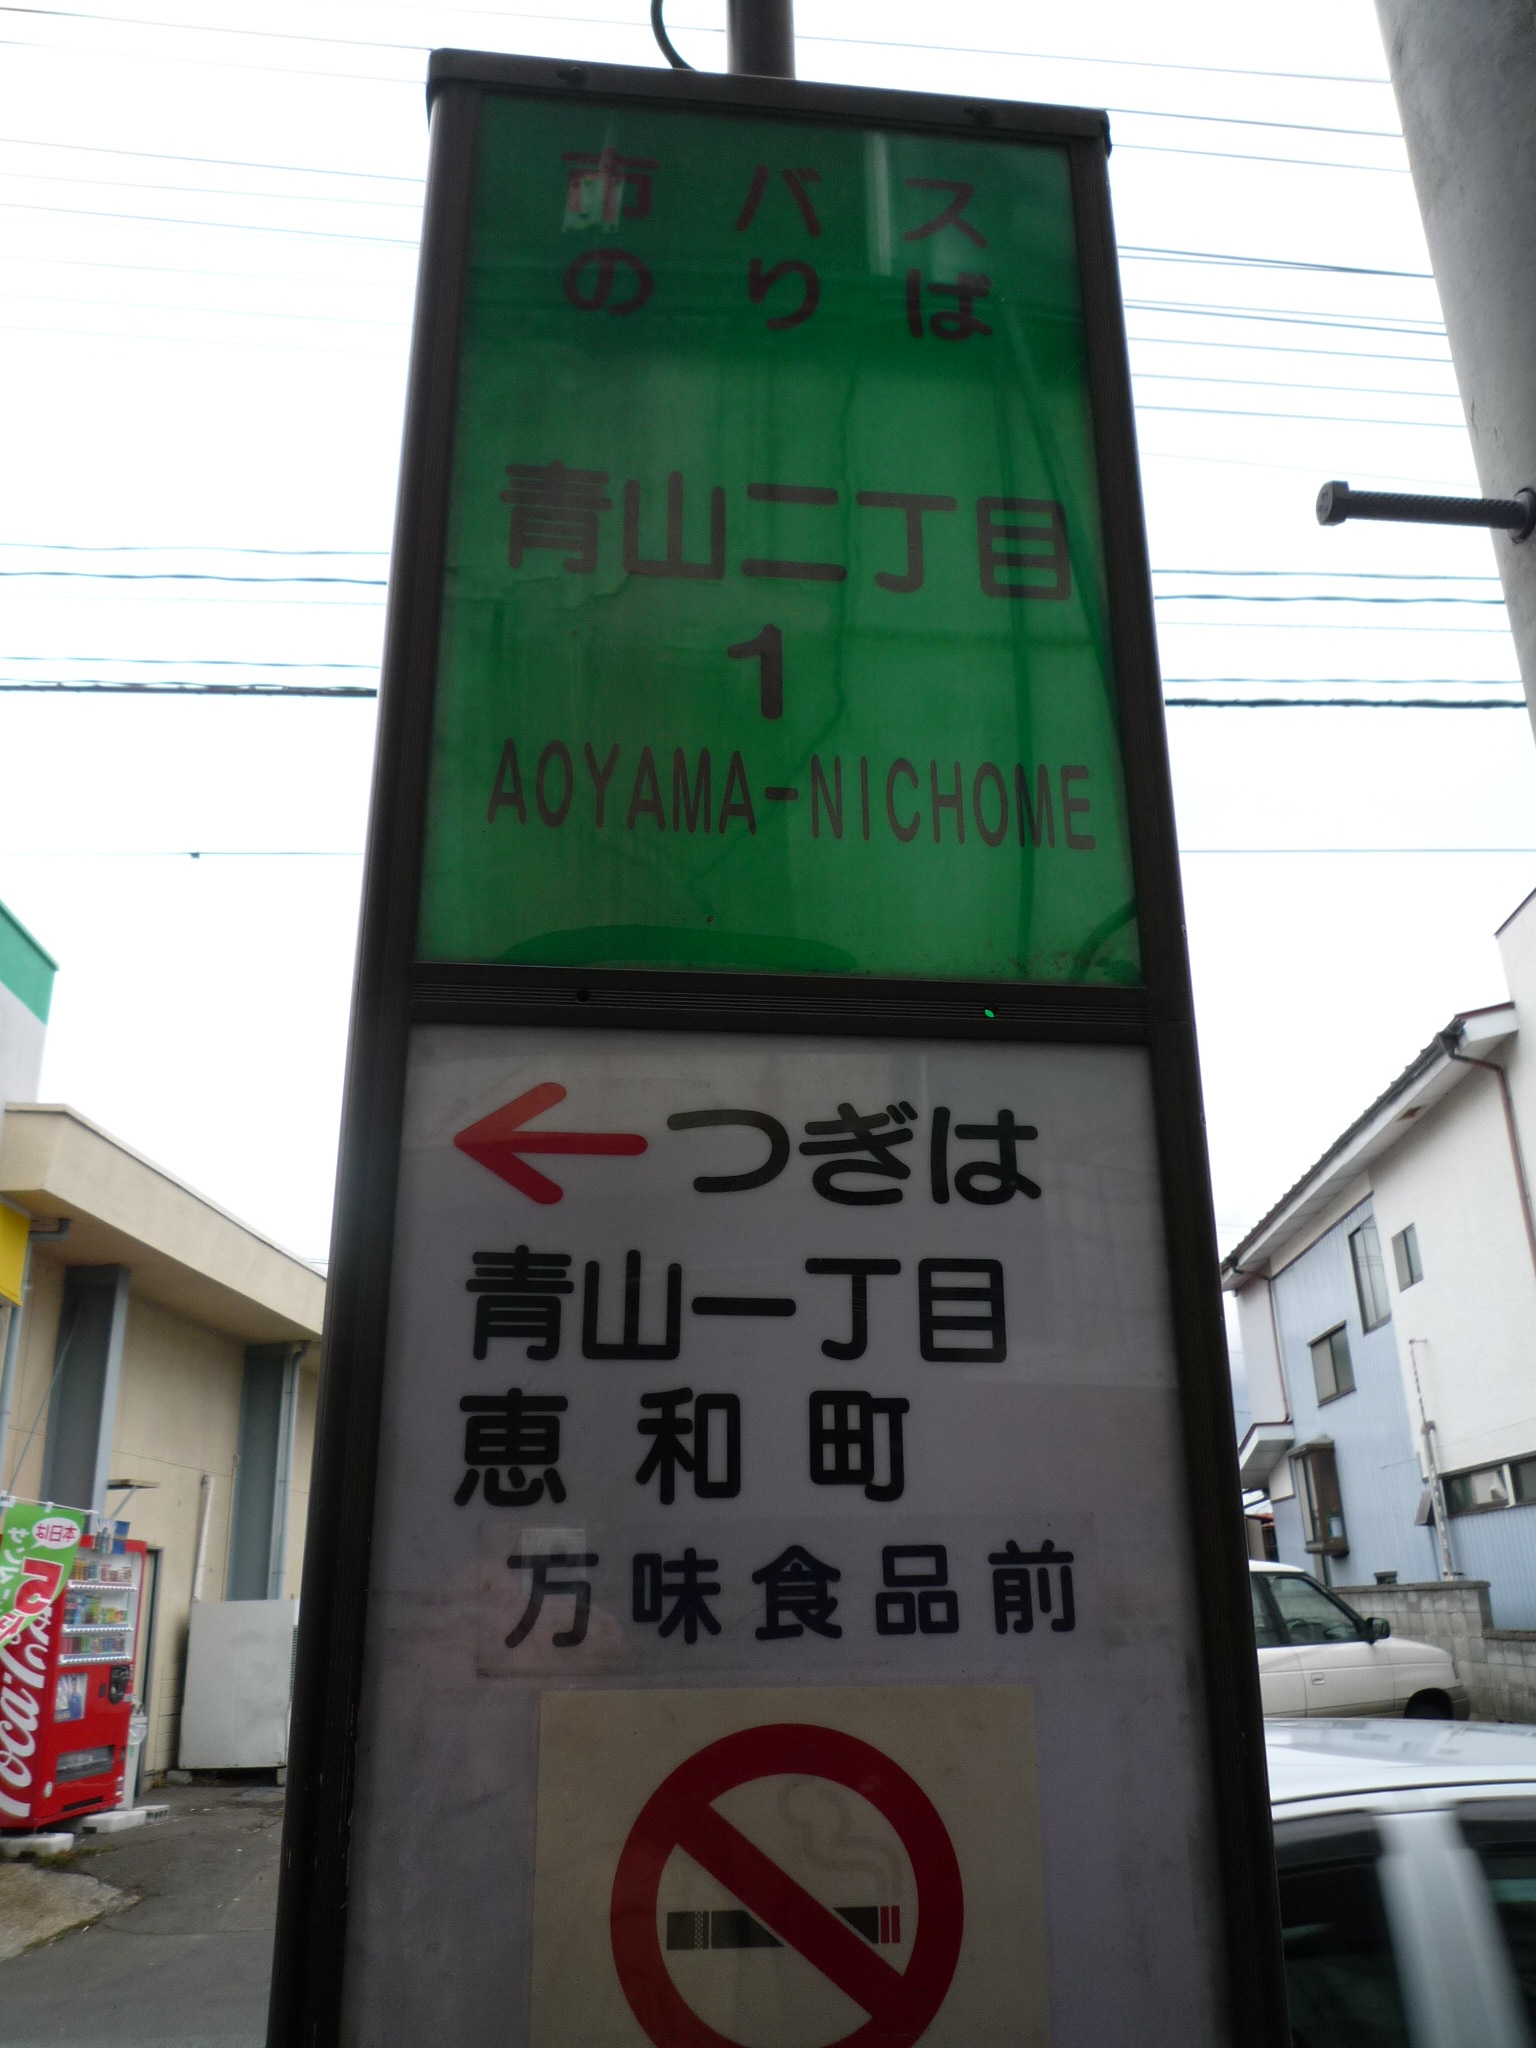 市バス
のりば
青山二丁目
1
AOYAMA-NICHOME
←つぎは
青山一丁目
恵和町
万味食品前
Coca